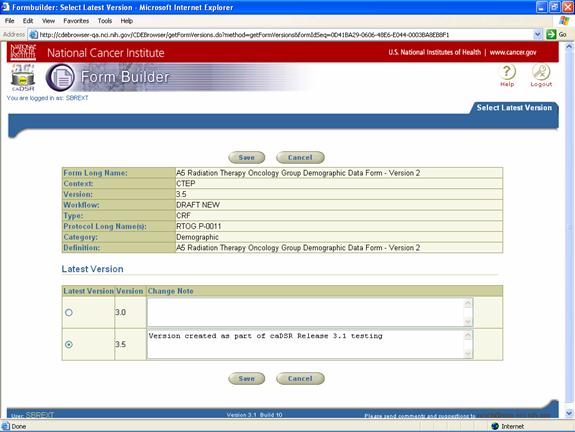 Formbuilder: Select Latest Version - Microsoft Internet Explorer
File Edit View Favorites Tools Help
Address http://cdebrowser-qa.nci.nih.gov/CDEBrowser/getFormVersions.do?method=getFormVersions&formIdSeq=0D41BA29-0606-48E6-E044-0003BA8EB8F1
NATIONAL CANCER INSTITUTE National Cancer Institute U.S. National Institutes of Health | www.cancer.gov
caDSR Form Builder Help Logout
You are logged in as: SBREXT
Select Latest Version
Save Cancel
Form Long Name: A5 Radiation Therapy Oncology Group Demographic Data Form - Version 2
Context: CTEP
Version: 3.5
Workflow: DRAFT NEW
Type: CRF
Protocol Long Name(s): RTOG P-0011
Category: Demographic
Definition: A5 Radiation Therapy Oncology Group Demographic Data Form - Version 2
Latest Version
Latest Version Version Change Note
3.0
3.5 Version created as part of caDSR Release 3.1 testing
Save Cancel
User: SBREXT Version 3.1 Build 10 Please send comments and suggestions to
Done Internet